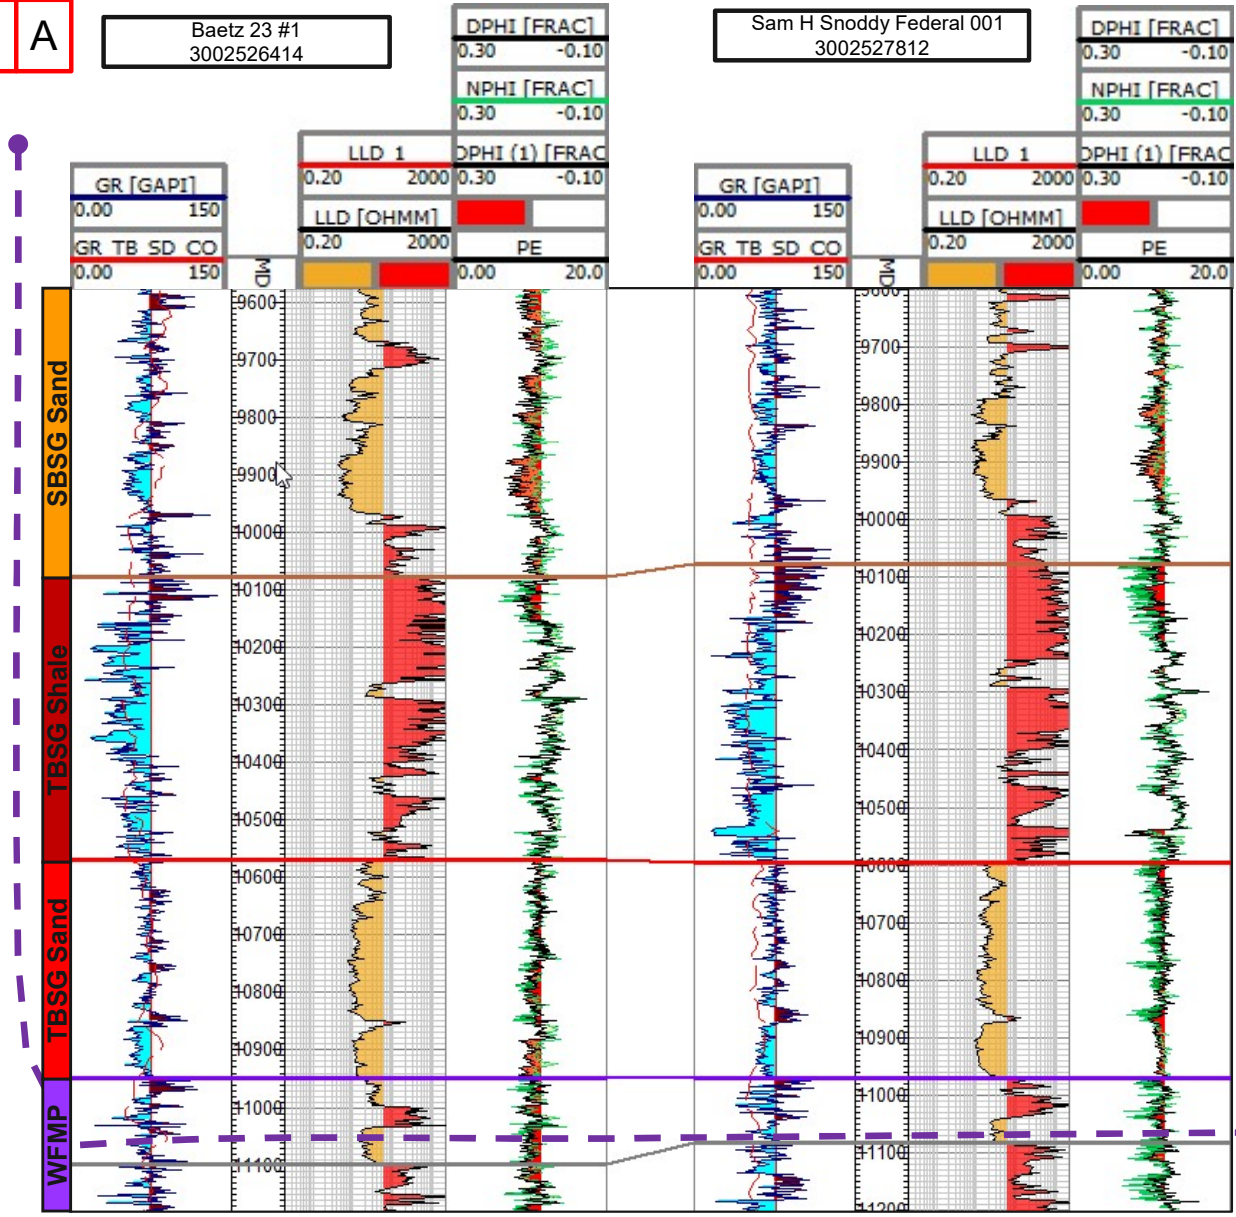 A
Baetz 23 #1
3002526414
Sam H Snoddy Federal 001
3002527812
DPHI [FRAC]
0.30 -0.10
NPHI [FRAC]
0.30 -0.10
DPHI (1) [FRAC
0.30 -0.10
PE
0.00 20.0
LLD 1
0.20 2000
LLD [OHMM]
0.20 2000
GR [GAPI]
0.00 150
GR TB SD CO
0.00 150
MD
DPHI [FRAC]
0.30 -0.10
NPHI [FRAC]
0.30 -0.10
DPHI (1) [FRAC
0.30 -0.10
PE
0.00 20.0
LLD 1
0.20 2000
LLD [OHMM]
0.20 2000
GR [GAPI]
0.00 150
GR TB SD CO
0.00 150
MD
SBSG Sand
TBSG Shale
TBSG Sand
WFMP
9600
9700
9800
9900
10000
10100
10200
10300
10400
10500
10600
10700
10800
10900
11000
11100
9600
9700
9800
9900
10000
10100
10200
10300
10400
10500
10600
10700
10800
10900
11000
11100
11200